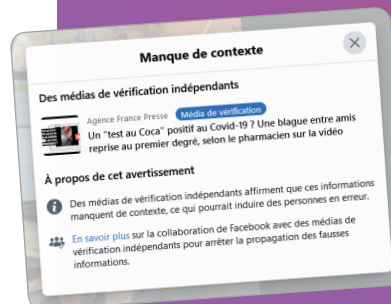 Manque de contexte
Des médias de vérification indépendants
Agence France Presse Média de vérification
Un "test au Coca" positif au Covid-19 ? Une blague entre amis
reprise au premier degré, selon le pharmacien sur la vidéo
À propos de cet avertissement
Des médias de vérification indépendants affirment que ces informations
manquent de contexte, ce qui pourrait induire des personnes en erreur.
En savoir plus sur la collaboration de Facebook avec des médias de
vérification indépendants pour arrêter la propagation des fausses
informations.